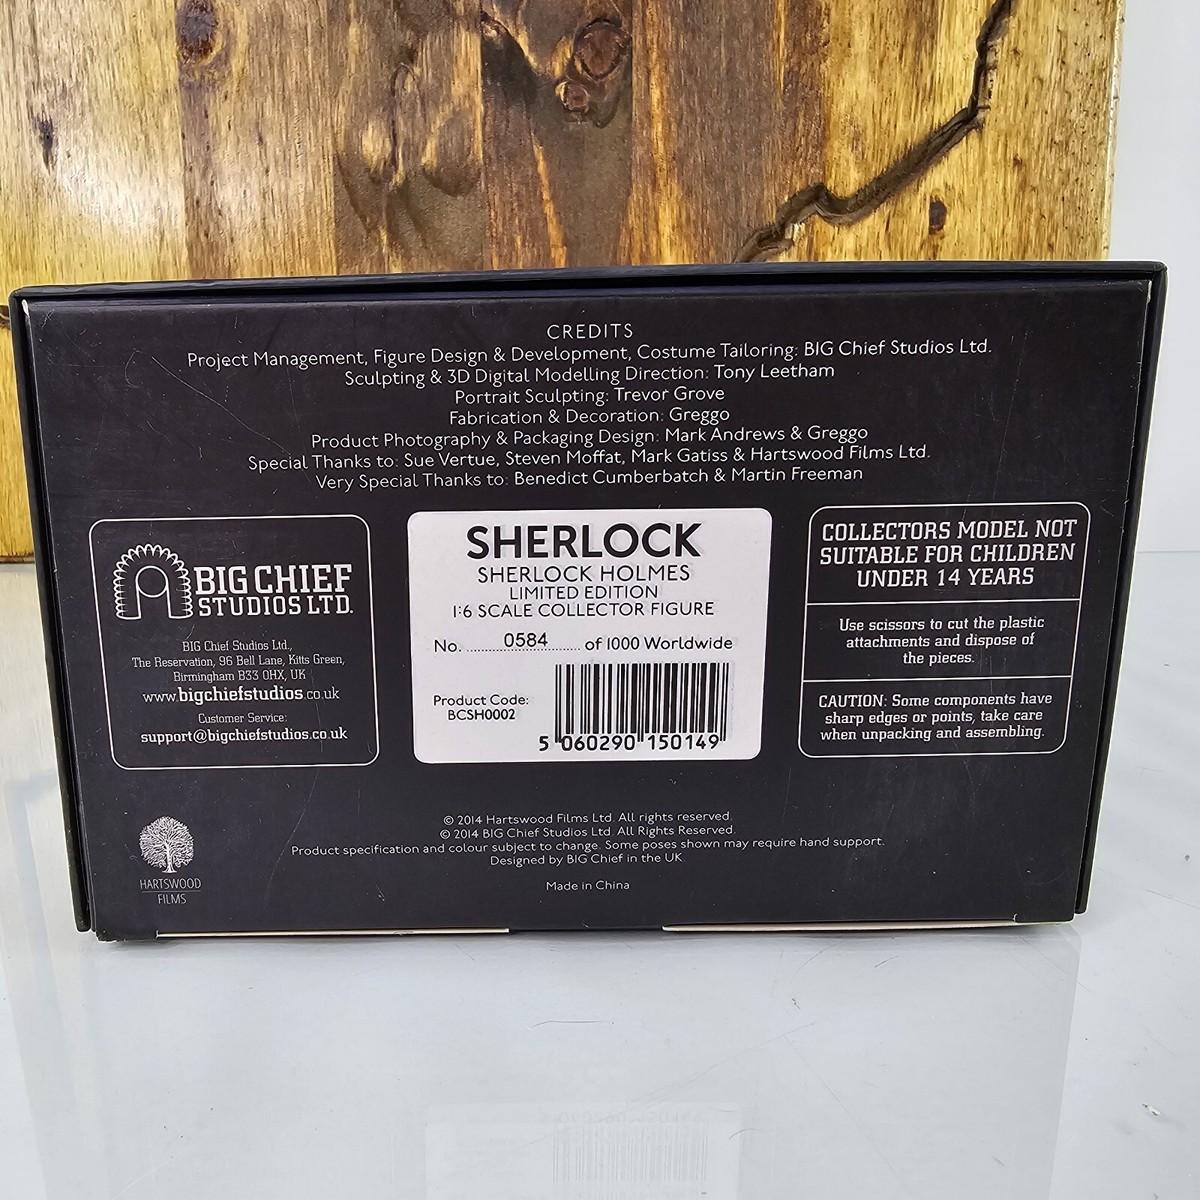 CREDITS
Project Management, Figure Design & Development, Costume Tailoring: BIG Chief Studios Ltd.
Sculpting & 3D Digital Modelling Direction: Tony Leetham
Portrait Sculpting: Trevor Grove
Fabrication & Decoration: Greggo
Product Photography & Packaging Design: Mark Andrews & Greggo
Special Thanks to: Sue Vertue, Steven Moffat, Mark Gatiss & Hartswood Films Ltd.
Very Special Thanks to: Benedict Cumberbatch & Martin Freeman
BIG CHIEF
STUDIOS LTD.
BIG Chief Studios Ltd.,
The Reservation, 96 Bell Lane, Kitts Green,
Birmingham B33 0HX, UK
www.bigchiefstudios.co.uk
Customer Service:
support@bigchiefstudios.co.uk
SHERLOCK
SHERLOCK HOLMES
LIMITED EDITION
1:6 SCALE COLLECTOR FIGURE
No. 0584 of 1000 Worldwide
Product Code:
BCSH0002
5 060290 150149
COLLECTORS MODEL NOT
SUITABLE FOR CHILDREN
UNDER 14 YEARS
Use scissors to cut the plastic
attachments and dispose of
the pieces.
CAUTION: Some components have
sharp edges or points, take care
when unpacking and assembling.
HARTSWOOD
FILMS
© 2014 Hartswood Films Ltd. All rights reserved.
© 2014 BIG Chief Studios Ltd. All Rights Reserved.
Product specification and colour subject to change. Some poses shown may require hand support.
Designed by BIG Chief in the UK
Made in China